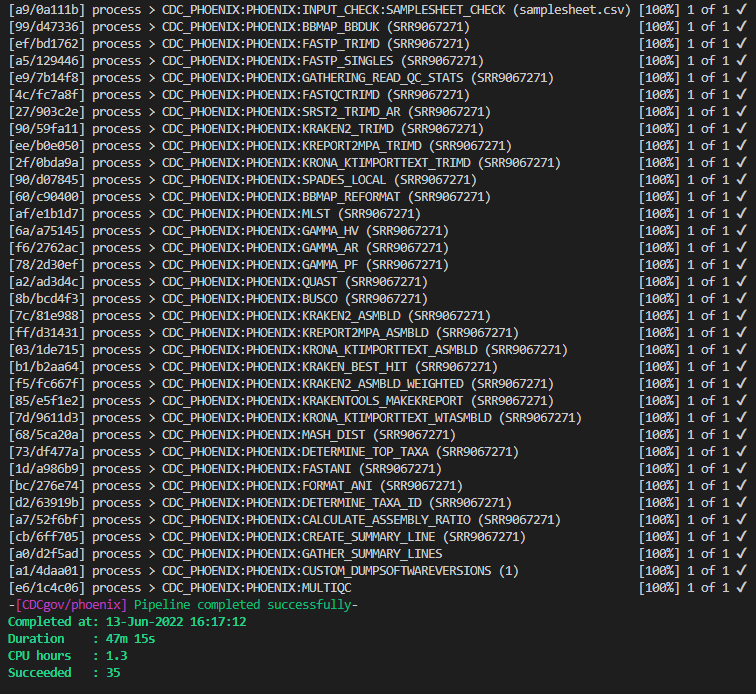 [a9/0a111b] process > CDC_PHOENIX:PHOENIX:INPUT_CHECK:SAMPLESHEET_CHECK (samplesheet.csv) [100%] 1 of 1 ✔
[99/d47336] process > CDC_PHOENIX:PHOENIX:BBMAP_BBDUK (SRR9067271) [100%] 1 of 1 ✔
[ef/bd1762] process > CDC_PHOENIX:PHOENIX:FASTP_TRIMD (SRR9067271) [100%] 1 of 1 ✔
[a5/129446] process > CDC_PHOENIX:PHOENIX:FASTP_SINGLES (SRR9067271) [100%] 1 of 1 ✔
[e9/7b14f8] process > CDC_PHOENIX:PHOENIX:GATHERING_READ_QC_STATS (SRR9067271) [100%] 1 of 1 ✔
[4c/fc7a8f] process > CDC_PHOENIX:PHOENIX:FASTQCTRIMD (SRR9067271) [100%] 1 of 1 ✔
[27/903c2e] process > CDC_PHOENIX:PHOENIX:SRST2_TRIMD_AR (SRR9067271) [100%] 1 of 1 ✔
[90/59fa11] process > CDC_PHOENIX:PHOENIX:KRAKEN2_TRIMD (SRR9067271) [100%] 1 of 1 ✔
[ee/b0e050] process > CDC_PHOENIX:PHOENIX:KREPORT2MPA_TRIMD (SRR9067271) [100%] 1 of 1 ✔
[2f/0bda9a] process > CDC_PHOENIX:PHOENIX:KRONA_KTIMPORTTEXT_TRIMD (SRR9067271) [100%] 1 of 1 ✔
[90/d07845] process > CDC_PHOENIX:PHOENIX:SPADES_LOCAL (SRR9067271) [100%] 1 of 1 ✔
[60/c90400] process > CDC_PHOENIX:PHOENIX:BBMAP_REFORMAT (SRR9067271) [100%] 1 of 1 ✔
[af/e1b1d7] process > CDC_PHOENIX:PHOENIX:MLST (SRR9067271) [100%] 1 of 1 ✔
[6a/a75145] process > CDC_PHOENIX:PHOENIX:GAMMA_HV (SRR9067271) [100%] 1 of 1 ✔
[f6/2762ac] process > CDC_PHOENIX:PHOENIX:GAMMA_AR (SRR9067271) [100%] 1 of 1 ✔
[78/2d30ef] process > CDC_PHOENIX:PHOENIX:GAMMA_PF (SRR9067271) [100%] 1 of 1 ✔
[a2/ad3d4c] process > CDC_PHOENIX:PHOENIX:QUAST (SRR9067271) [100%] 1 of 1 ✔
[8b/bcd4f3] process > CDC_PHOENIX:PHOENIX:BUSCO (SRR9067271) [100%] 1 of 1 ✔
[7c/81e988] process > CDC_PHOENIX:PHOENIX:KRAKEN2_ASMBLD (SRR9067271) [100%] 1 of 1 ✔
[ff/d31431] process > CDC_PHOENIX:PHOENIX:KREPORT2MPA_ASMBLD (SRR9067271) [100%] 1 of 1 ✔
[03/1de715] process > CDC_PHOENIX:PHOENIX:KRONA_KTIMPORTTEXT_ASMBLD (SRR9067271) [100%] 1 of 1 ✔
[b1/b2aa64] process > CDC_PHOENIX:PHOENIX:KRAKEN_BEST_HIT (SRR9067271) [100%] 1 of 1 ✔
[f5/fc667f] process > CDC_PHOENIX:PHOENIX:KRAKEN2_ASMBLD_WEIGHTED (SRR9067271) [100%] 1 of 1 ✔
[85/e5f1e2] process > CDC_PHOENIX:PHOENIX:KRAKENTOOLS_MAKEKREPORT (SRR9067271) [100%] 1 of 1 ✔
[7d/9611d3] process > CDC_PHOENIX:PHOENIX:KRONA_KTIMPORTTEXT_WTASMBLD (SRR9067271) [100%] 1 of 1 ✔
[68/5ca20a] process > CDC_PHOENIX:PHOENIX:MASH_DIST (SRR9067271) [100%] 1 of 1 ✔
[73/df477a] process > CDC_PHOENIX:PHOENIX:DETERMINE_TOP_TAXA (SRR9067271) [100%] 1 of 1 ✔
[1d/a986b9] process > CDC_PHOENIX:PHOENIX:FASTANI (SRR9067271) [100%] 1 of 1 ✔
[bc/276e74] process > CDC_PHOENIX:PHOENIX:FORMAT_ANI (SRR9067271) [100%] 1 of 1 ✔
[d2/63919b] process > CDC_PHOENIX:PHOENIX:DETERMINE_TAXA_ID (SRR9067271) [100%] 1 of 1 ✔
[a7/52f6bf] process > CDC_PHOENIX:PHOENIX:CALCULATE_ASSEMBLY_RATIO (SRR9067271) [100%] 1 of 1 ✔
[cb/6ff705] process > CDC_PHOENIX:PHOENIX:CREATE_SUMMARY_LINE (SRR9067271) [100%] 1 of 1 ✔
[a0/d2f5ad] process > CDC_PHOENIX:PHOENIX:GATHER_SUMMARY_LINES [100%] 1 of 1 ✔
[a1/4daa01] process > CDC_PHOENIX:PHOENIX:CUSTOM_DUMPSOFTWAREVERSIONS (1) [100%] 1 of 1 ✔
[e6/1c4c06] process > CDC_PHOENIX:PHOENIX:MULTIQC [100%] 1 of 1 ✔
-[CDCgov/phoenix] Pipeline completed successfully-
Completed at: 13-Jun-2022 16:17:12
Duration : 47m 15s
CPU hours : 1.3
Succeeded : 35